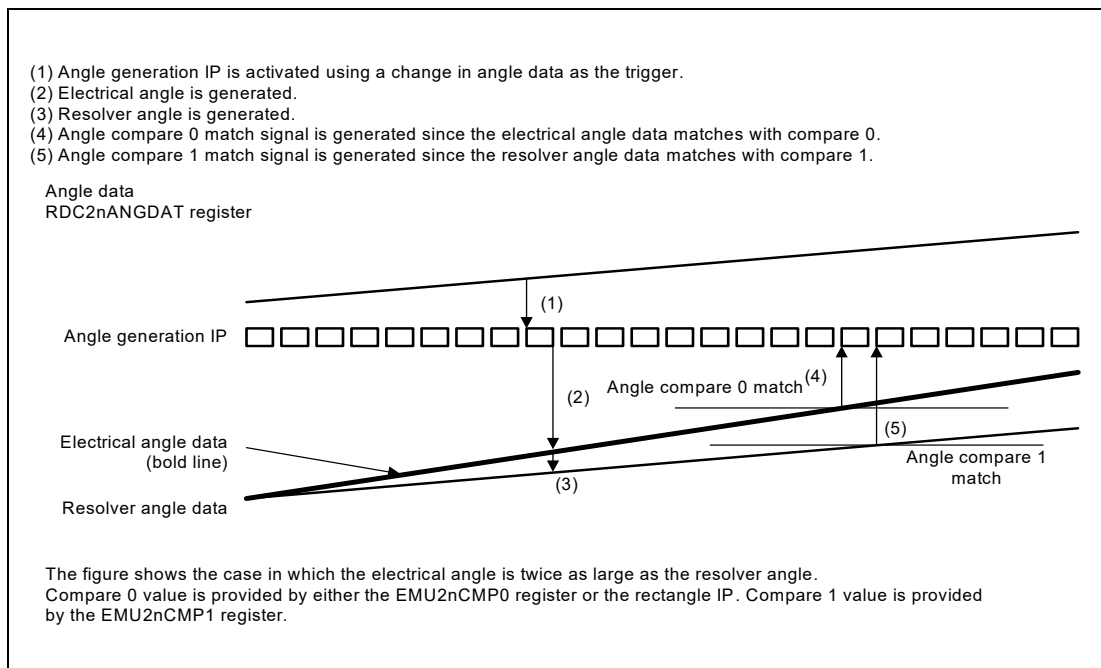 (1) Angle generation IP is activated using a change in angle data as the trigger.
(2) Electrical angle is generated.
(3) Resolver angle is generated.
(4) Angle compare 0 match signal is generated since the electrical angle data matches with compare 0.
(5) Angle compare 1 match signal is generated since the resolver angle data matches with compare 1.
Angle data
RDC2nANGDAT register
(1)
Angle generation IP
(4)
Angle compare 0 match
(2)
(5)
Electrical angle data
(bold line)
Angle compare 1
match
(3)
Resolver angle data
The figure shows the case in which the electrical angle is twice as large as the resolver angle.
Compare 0 value is provided by either the EMU2nCMP0 register or the rectangle IP. Compare 1 value is provided
by the EMU2nCMP1 register.